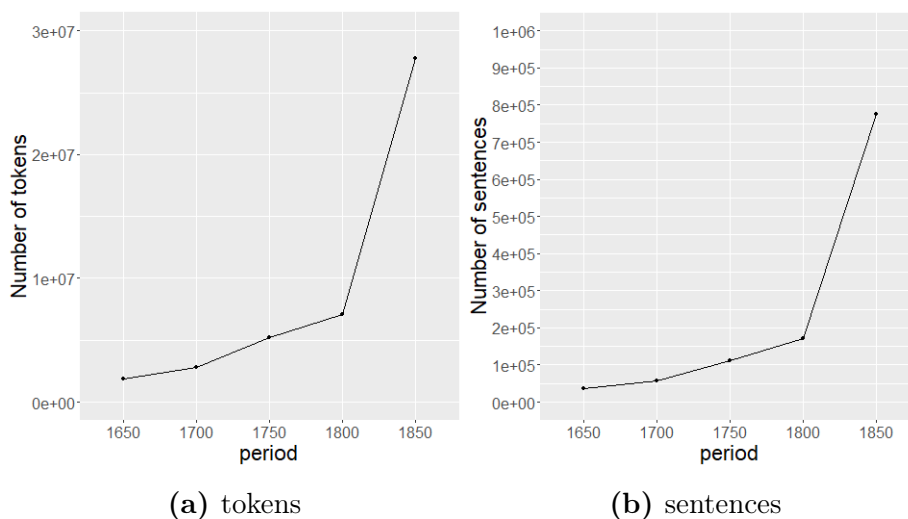 Number of tokens
3e+07
2e+07
1e+07
0e+00
1650 1700 1750 1800 1850
period
(a) tokens
Number of sentences
1e+06
9e+05
8e+05
7e+05
6e+05
5e+05
4e+05
3e+05
2e+05
1e+05
0e+00
1650 1700 1750 1800 1850
period
(b) sentences